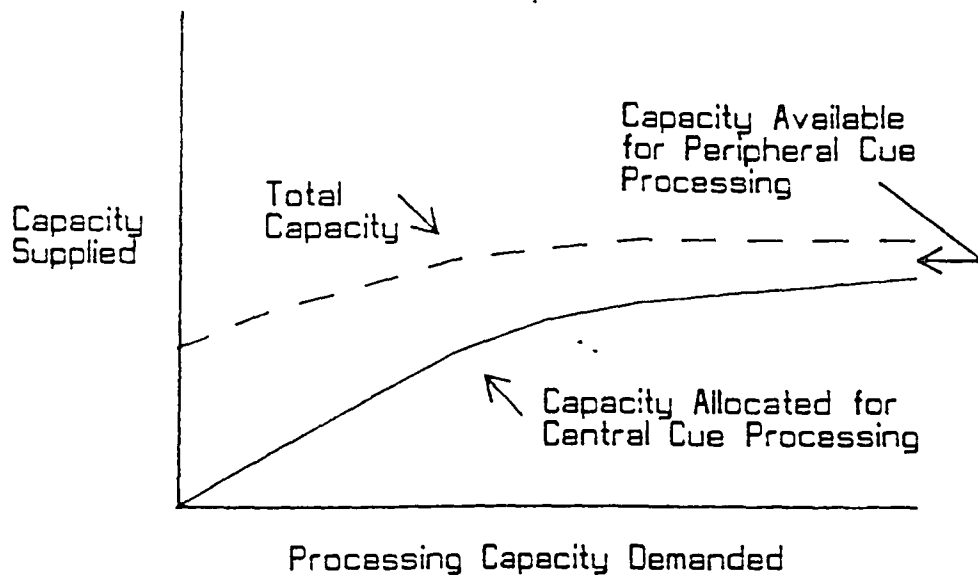 Capacity Available
for Peripheral Cue
Processing
Total
Capacity
Capacity
Supplied
Capacity Allocated for
Central Cue Processing
Processing Capacity Demanded